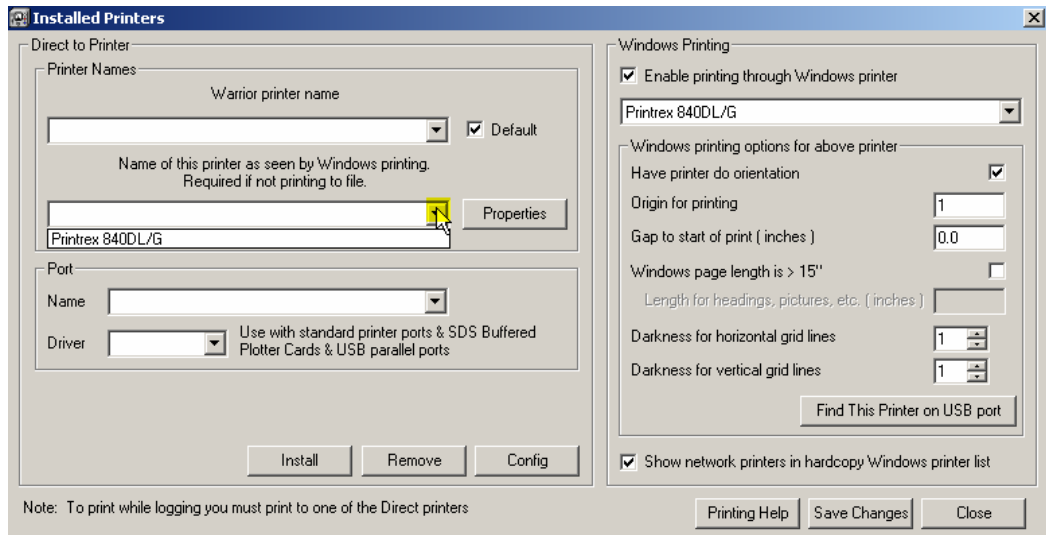 Installed Printers
Direct to Printer
Printer Names
Warrior printer name
Default
Name of this printer as seen by Windows printing.
Required if not printing to file.
Properties
Printrex 840DL/G
Port
Name
Driver
Use with standard printer ports & SDS Buffered
Plotter Cards & USB parallel ports
Install
Remove
Config
Note: To print while logging you must print to one of the Direct printers
Windows Printing
Enable printing through Windows printer
Printrex 840DL/G
Windows printing options for above printer
Have printer do orientation
Origin for printing 1
Gap to start of print ( inches ) 0.0
Windows page length is > 15"
Length for headings, pictures, etc. ( inches )
Darkness for horizontal grid lines 1
Darkness for vertical grid lines 1
Find This Printer on USB port
Show network printers in hardcopy Windows printer list
Printing Help
Save Changes
Close